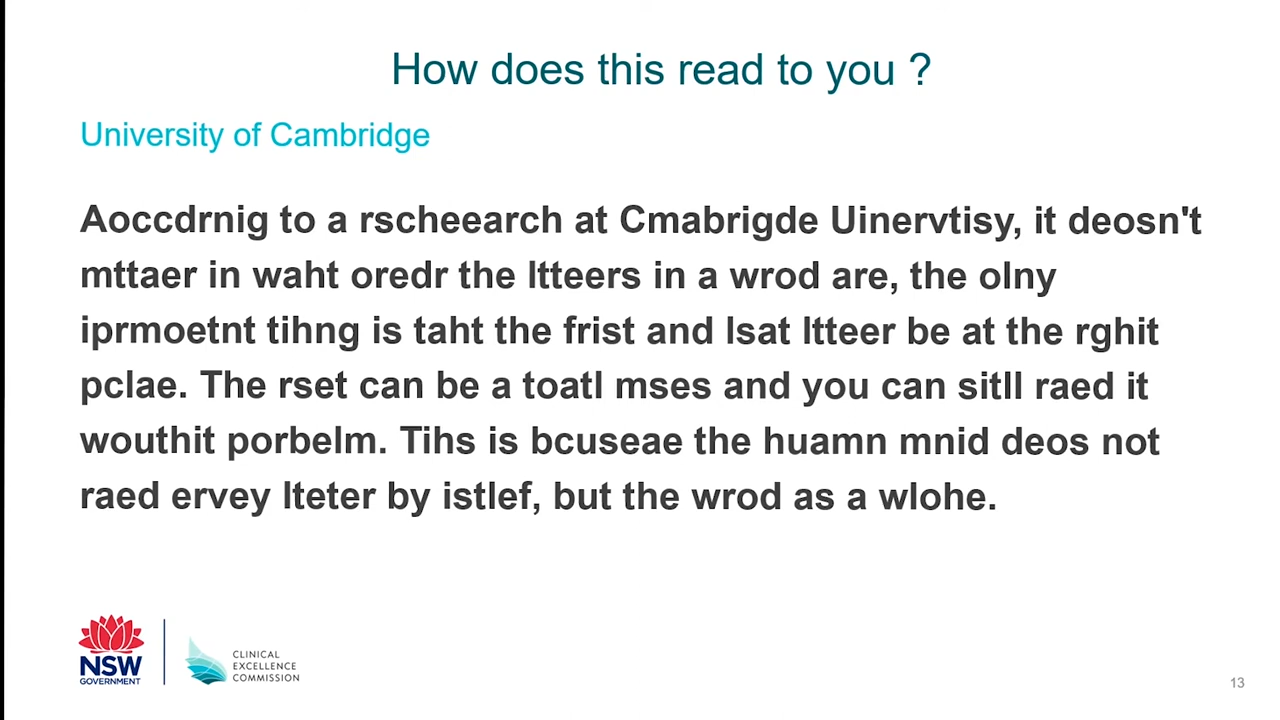 How does this read to you ?
University of Cambridge
Aoccdrnig to a rscheearch at Cmabrigde Uinervtisy, it deosn't
mttaer in waht oredr the ltteers in a wrod are, the olny
iprmoetnt tihng is taht the frist and lsat ltteer be at the rghit
pclae. The rset can be a toatl mses and you can sitll raed it
wouthit porbelm. Tihs is bcuseae the huamn mnid deos not
raed ervey lteter by istlef, but the wrod as a wlohe.
NSW
GOVERNMENT
CLINICAL
EXCELLENCE
COMMISSION
13